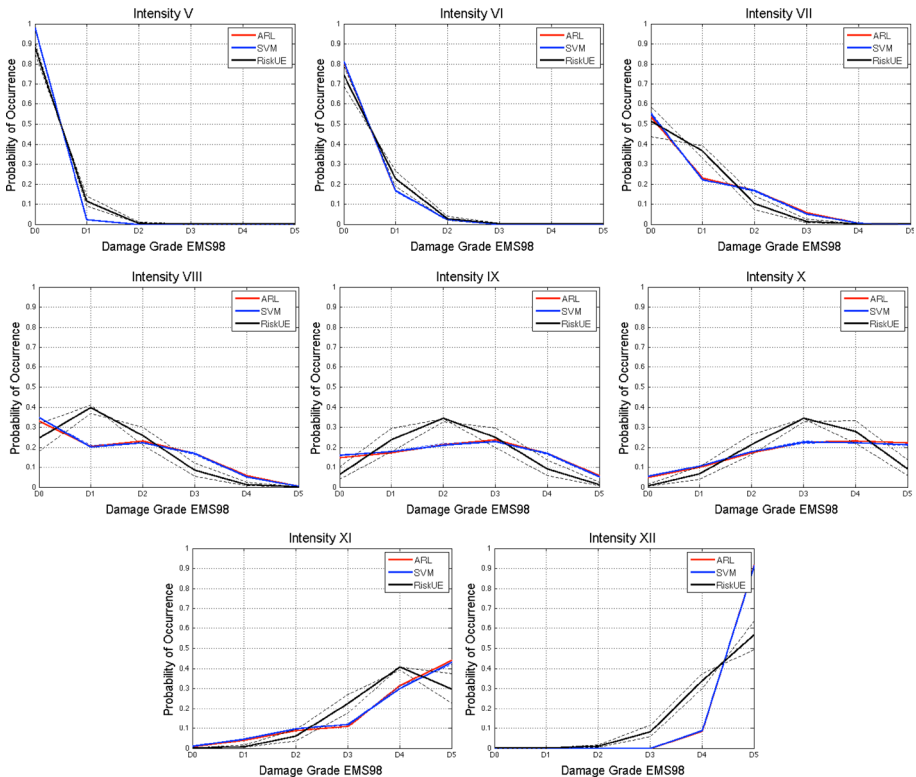 Intensity V
Probability of Occurrence
1
0.9
0.8
0.7
0.6
0.5
0.4
0.3
0.2
0.1
0
ARL
SVM
RiskUE
D0 D1 D2 D3 D4 D5
Damage Grade EMS98
Intensity VI
Probability of Occurrence
1
0.9
0.8
0.7
0.6
0.5
0.4
0.3
0.2
0.1
0
ARL
SVM
RiskUE
D0 D1 D2 D3 D4 D5
Damage Grade EMS98
Intensity VII
Probability of Occurrence
1
0.9
0.8
0.7
0.6
0.5
0.4
0.3
0.2
0.1
0
ARL
SVM
RiskUE
D0 D1 D2 D3 D4 D5
Damage Grade EMS98
Intensity VIII
Probability of Occurrence
1
0.9
0.8
0.7
0.6
0.5
0.4
0.3
0.2
0.1
0
ARL
SVM
RiskUE
D0 D1 D2 D3 D4 D5
Damage Grade EMS98
Intensity IX
Probability of Occurrence
1
0.9
0.8
0.7
0.6
0.5
0.4
0.3
0.2
0.1
0
ARL
SVM
RiskUE
D0 D1 D2 D3 D4 D5
Damage Grade EMS98
Intensity X
Probability of Occurrence
1
0.9
0.8
0.7
0.6
0.5
0.4
0.3
0.2
0.1
0
ARL
SVM
RiskUE
D0 D1 D2 D3 D4 D5
Damage Grade EMS98
Intensity XI
Probability of Occurrence
1
0.9
0.8
0.7
0.6
0.5
0.4
0.3
0.2
0.1
0
ARL
SVM
RiskUE
D0 D1 D2 D3 D4 D5
Damage Grade EMS98
Intensity XII
Probability of Occurrence
1
0.9
0.8
0.7
0.6
0.5
0.4
0.3
0.2
0.1
0
ARL
SVM
RiskUE
D0 D1 D2 D3 D4 D5
Damage Grade EMS98